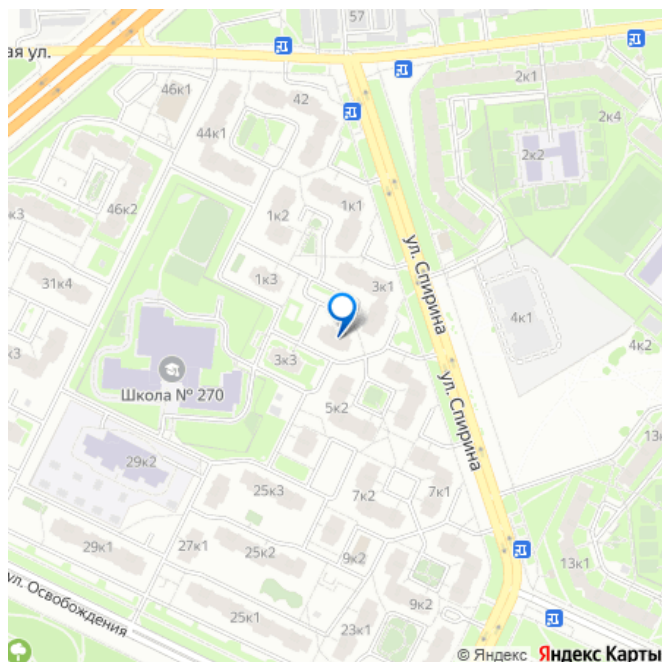 57
ая ул.
2к1
46к1
42
2к4
44к1
2к2
1к1
46к2
к3
1к2
ул. Спирина
1к3
3к1
31к4
4к1
4к2
к3
3к3
Школа № 270
ул. Спирина
5к2
13к
29к2
25к3
7к2
7к1
29к1
27к1
25к2
9к2
13к1
ул. Освобождения
25к1
9к2
23к1
© Яндекс Яндекс Карты